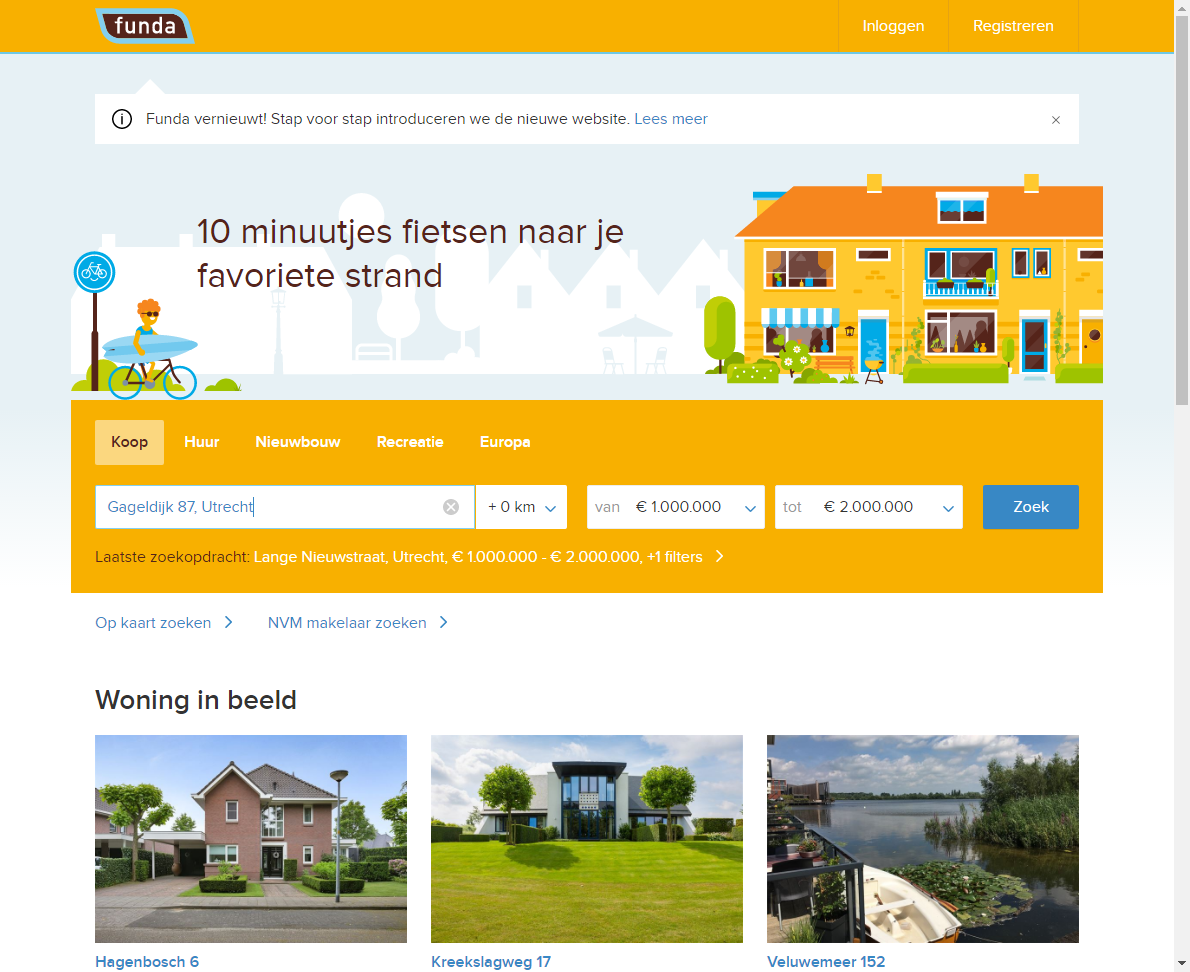 funda
Inloggen
Registreren
Funda vernieuwt! Stap voor stap introduceren we de nieuwe website. Lees meer
10 minuutjes fietsen naar je
favoriete strand
Koop
Huur
Nieuwbouw
Recreatie
Europa
Gageldijk 87, Utrecht
+ 0 km
van € 1.000.000
tot € 2.000.000
Zoek
Laatste zoekopdracht: Lange Nieuwstraat, Utrecht, € 1.000.000 - € 2.000.000, +1 filters
Op kaart zoeken
NVM makelaar zoeken
Woning in beeld
Hagenbosch 6
Kreekslagweg 17
Veluwemeer 152